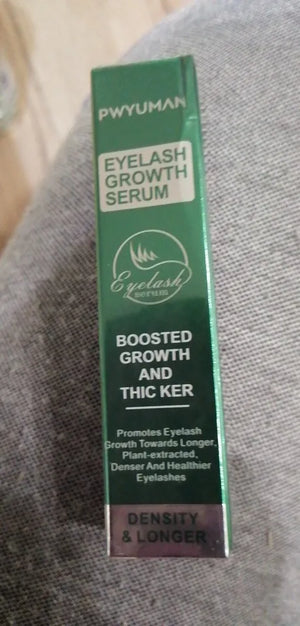 PWYUMAN
EYELASH
GROWTH
SERUM
Eyelash
serum
BOOSTED
GROWTH
AND
THIC KER
Promotes Eyelash
Growth Towards Longer,
Plant-extracted,
Denser And Healthier
Eyelashes
DENSITY
& LONGER